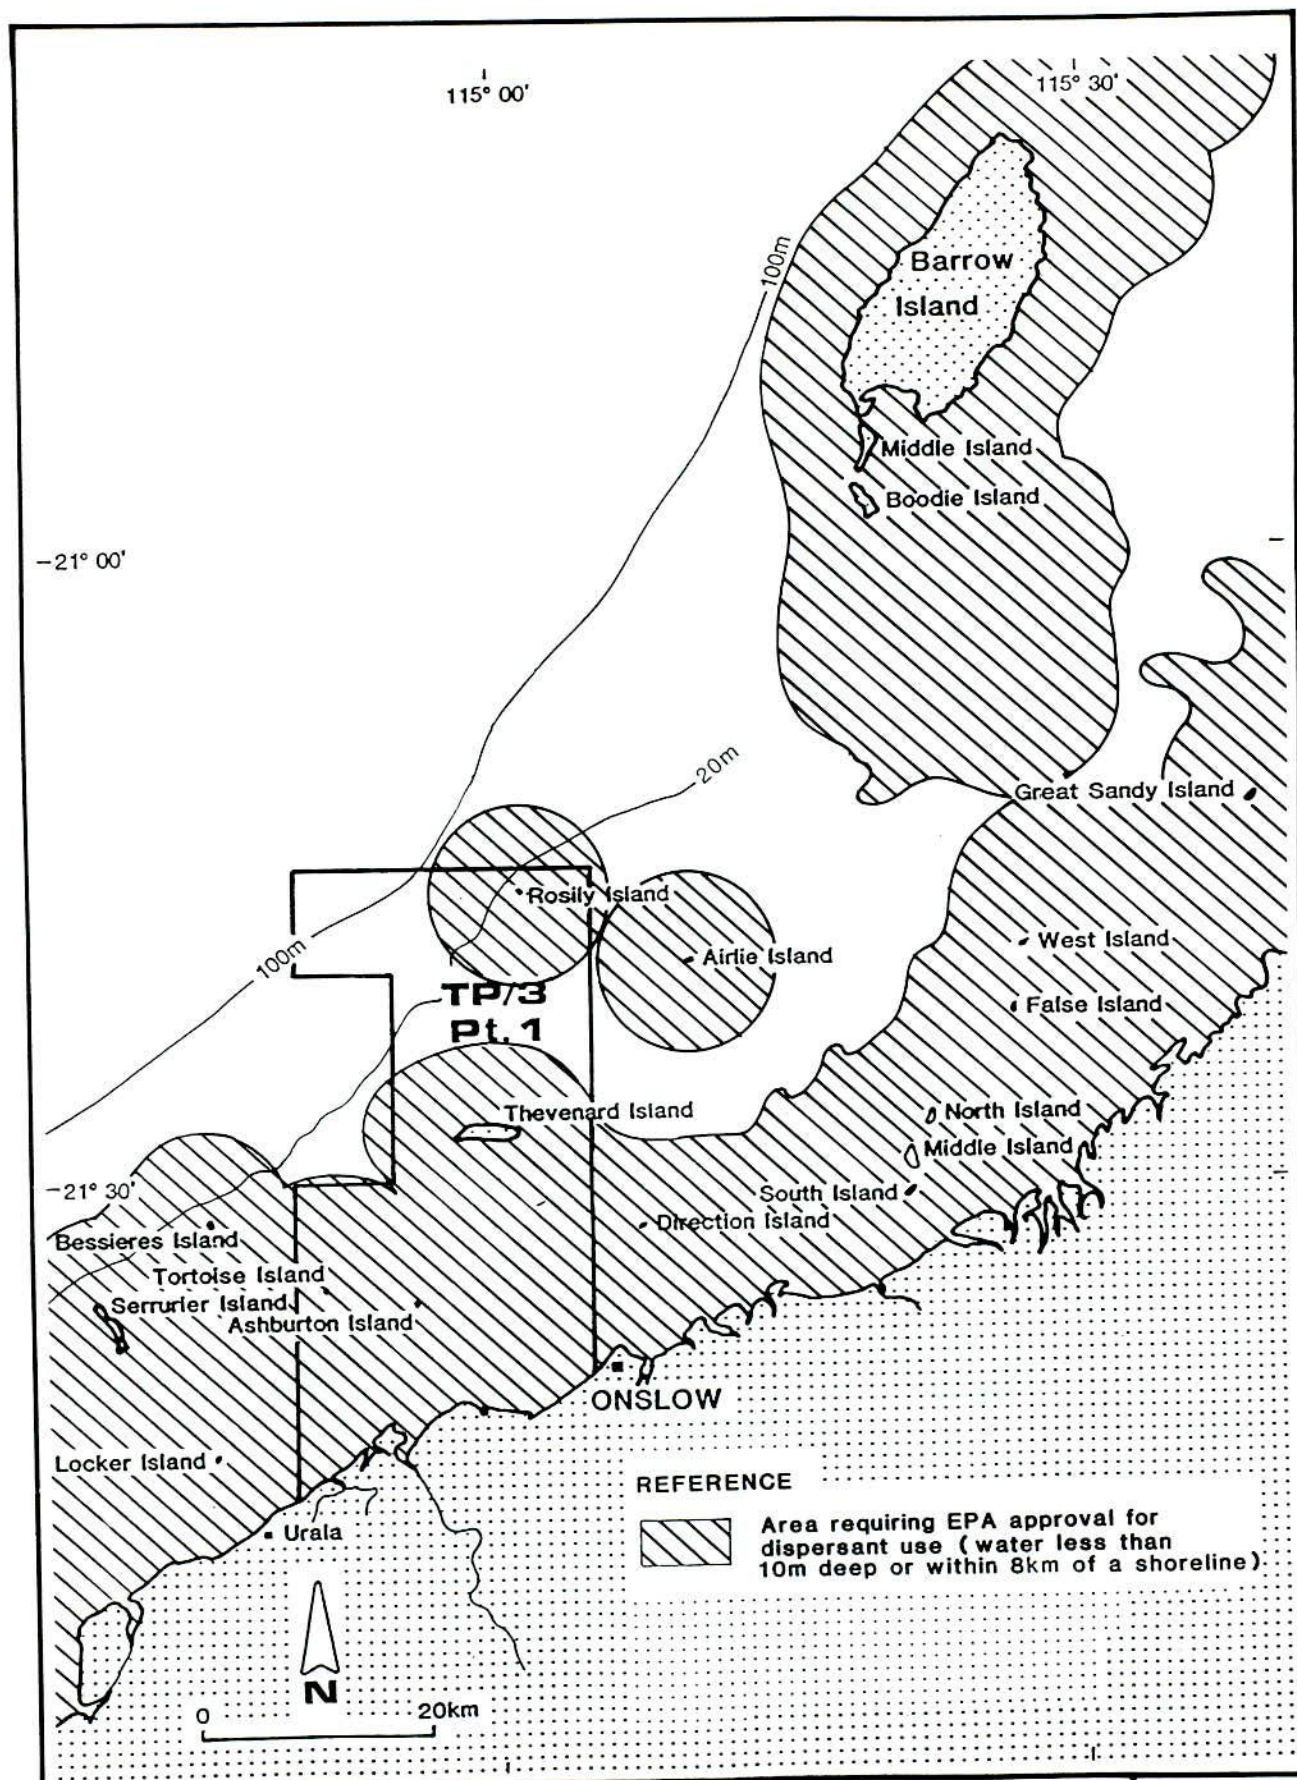 115° 00'
115° 30'
100m
Barrow
Island
Middle Island
Boodie Island
21° 00'
20m
Great Sandy Island
Rosily Island
West Island
Airlie Island
100m
TP/3
Pt. 1
False Island
Thevenard Island
North Island
Middle Island
21° 30'
South Island
Direction Island
Bessieres Island
Tortoise Island
Serrurier Island
Ashburton Island
ONSLOW
Locker Island
REFERENCE
Urala
Area requiring EPA approval for
dispersant use ( water less than
10m deep or within 8km of a shoreline)
N
0 20km